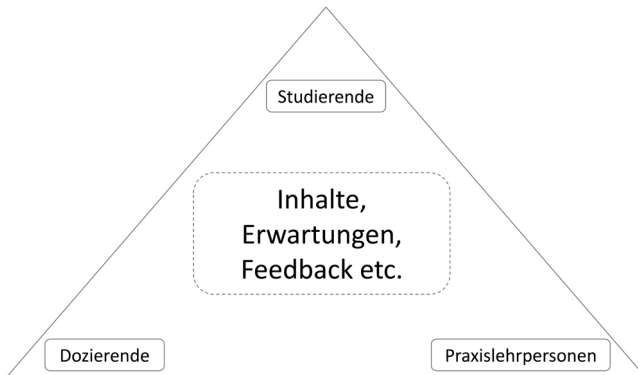 Studierende
Inhalte,
Erwartungen,
Feedback etc.
Dozierende
Praxislehrpersonen